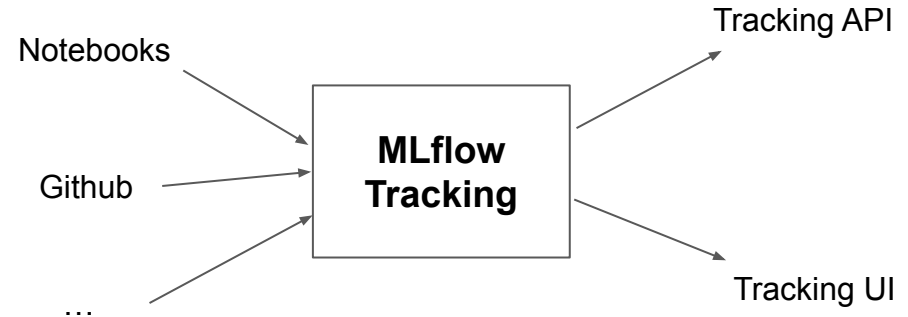 Tracking API
Notebooks
MLflow
Tracking
Github
Tracking UI
...